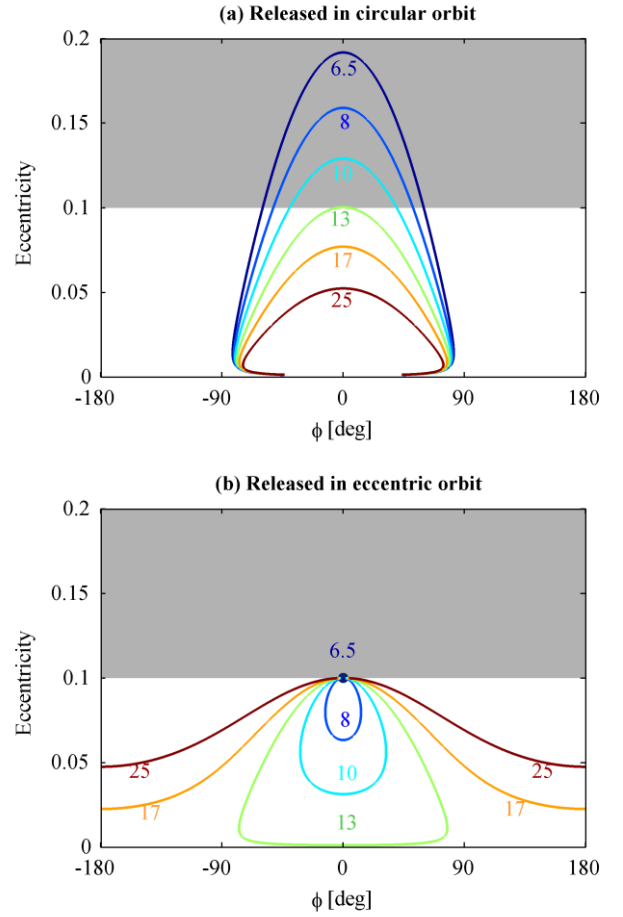 (a) Released in circular orbit
0.2
0.15
0.1
0.05
0
Eccentricity
6.5
8
10
13
17
25
-180 -90 0 90 180
ϕ [deg]
(b) Released in eccentric orbit
0.2
0.15
0.1
0.05
0
Eccentricity
6.5
8
10
13
25 25
17 17
-180 -90 0 90 180
ϕ [deg]